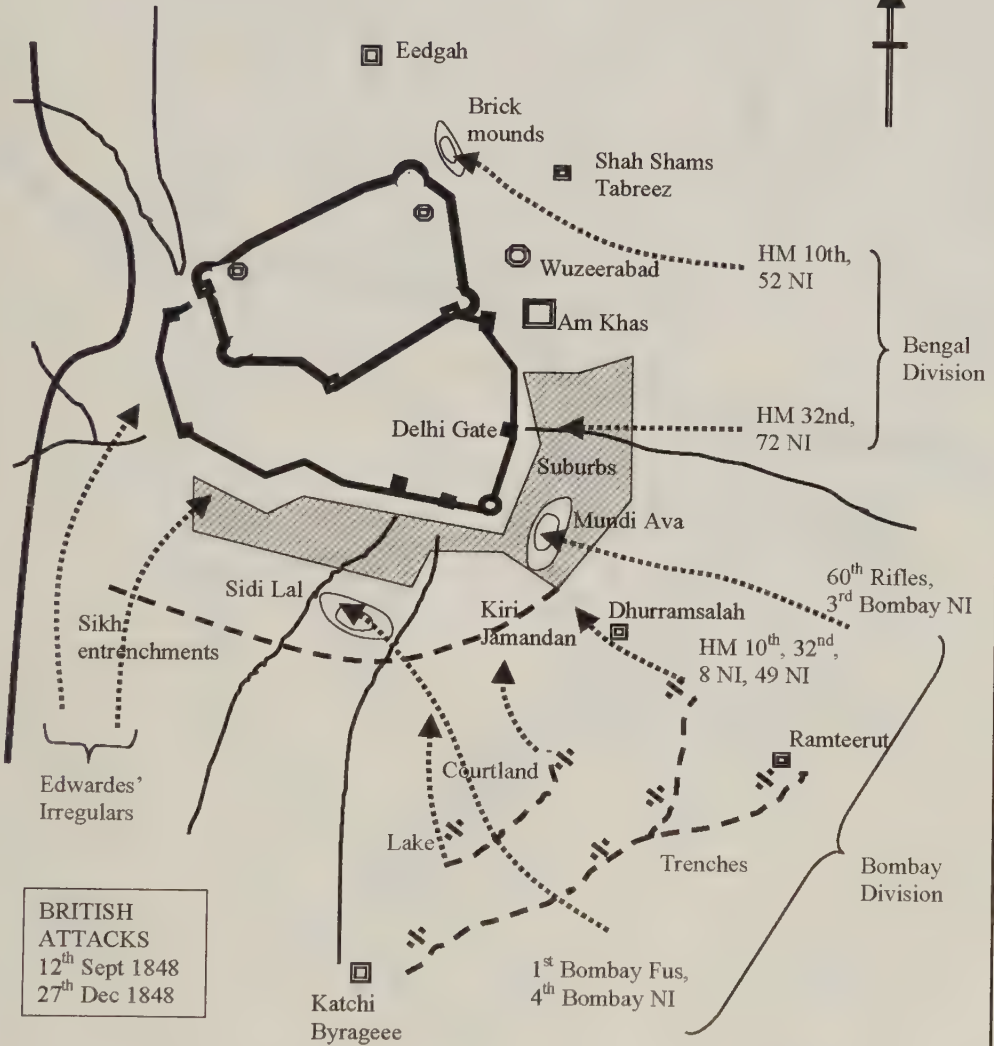 Eedgah
Brick
mounds
Shah Shams
Tabreez
HM 10th,
52 NI
Wuzeerabad
Am Khas
Bengal
Division
Delhi Gate
HM 32nd,
72 NI
Suburbs
Mundi Ava
60th Rifles,
3rd Bombay NI
Sidi Lal
Kiri
Jamandan
Dhurramsalah
Sikh
entrenchments
HM 10th, 32nd,
8 NI, 49 NI
Ramteerut
Edwardes'
Irregulars
Courtland
Lake
Trenches
Bombay
Division
BRITISH
ATTACKS
12th Sept 1848
27th Dec 1848
1st Bombay Fus,
4th Bombay NI
Katchi
Byrageee